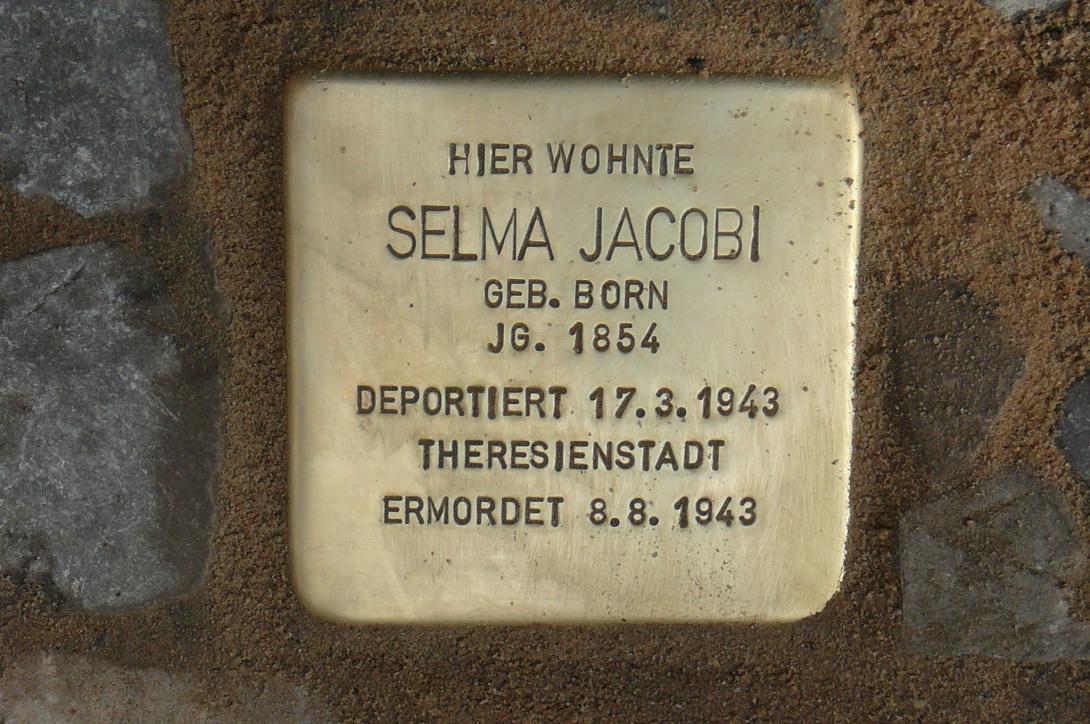 HIER WOHNTE
SELMA JACOBI
GEB. BORN
JG. 1854
DEPORTIERT 17.3.1943
THERESIENSTADT
ERMORDET 8.8.1943